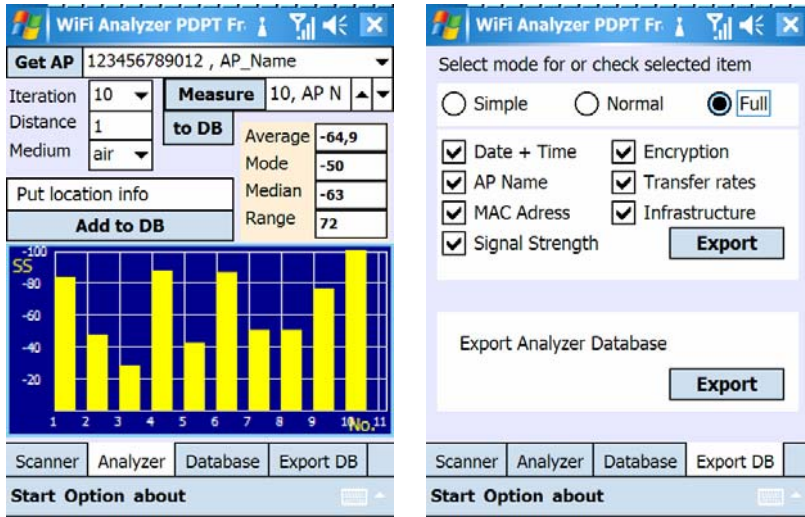 WiFi Analyzer PDPT Fr
Get AP 123456789012 , AP_Name
Iteration 10 Measure 10, AP N
Distance 1 to DB
Medium air
Average -64,9
Mode -50
Median -63
Range 72
Put location info
Add to DB
-100
SS
-80
-60
-40
-20
1 2 3 4 5 6 7 8 9 10 No. 11
Scanner Analyzer Database Export DB
Start Option about
WiFi Analyzer PDPT Fr
Select mode for or check selected item
Simple Normal Full
Date + Time Encryption
AP Name Transfer rates
MAC Adress Infrastructure
Signal Strength Export
Export Analyzer Database
Export
Scanner Analyzer Database Export DB
Start Option about